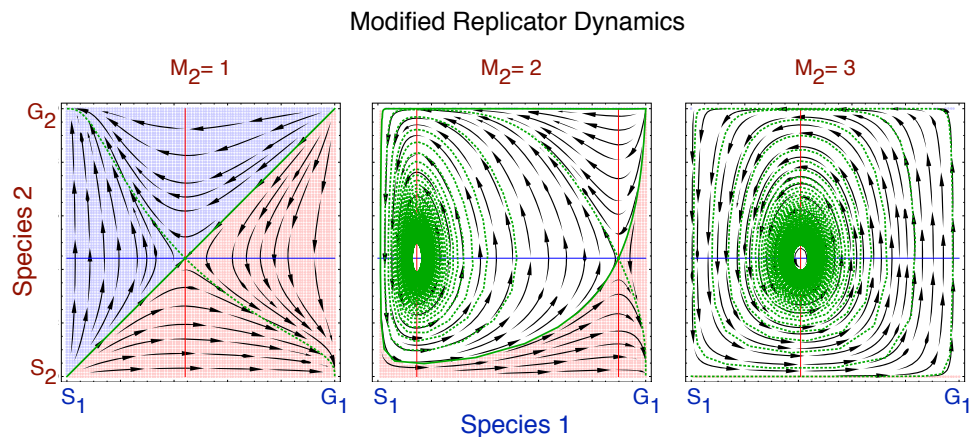 Modified Replicator Dynamics
M2= 1
M2= 2
M2= 3
G2
Species 2
S2
S1
G1
S1
G1
S1
G1
Species 1